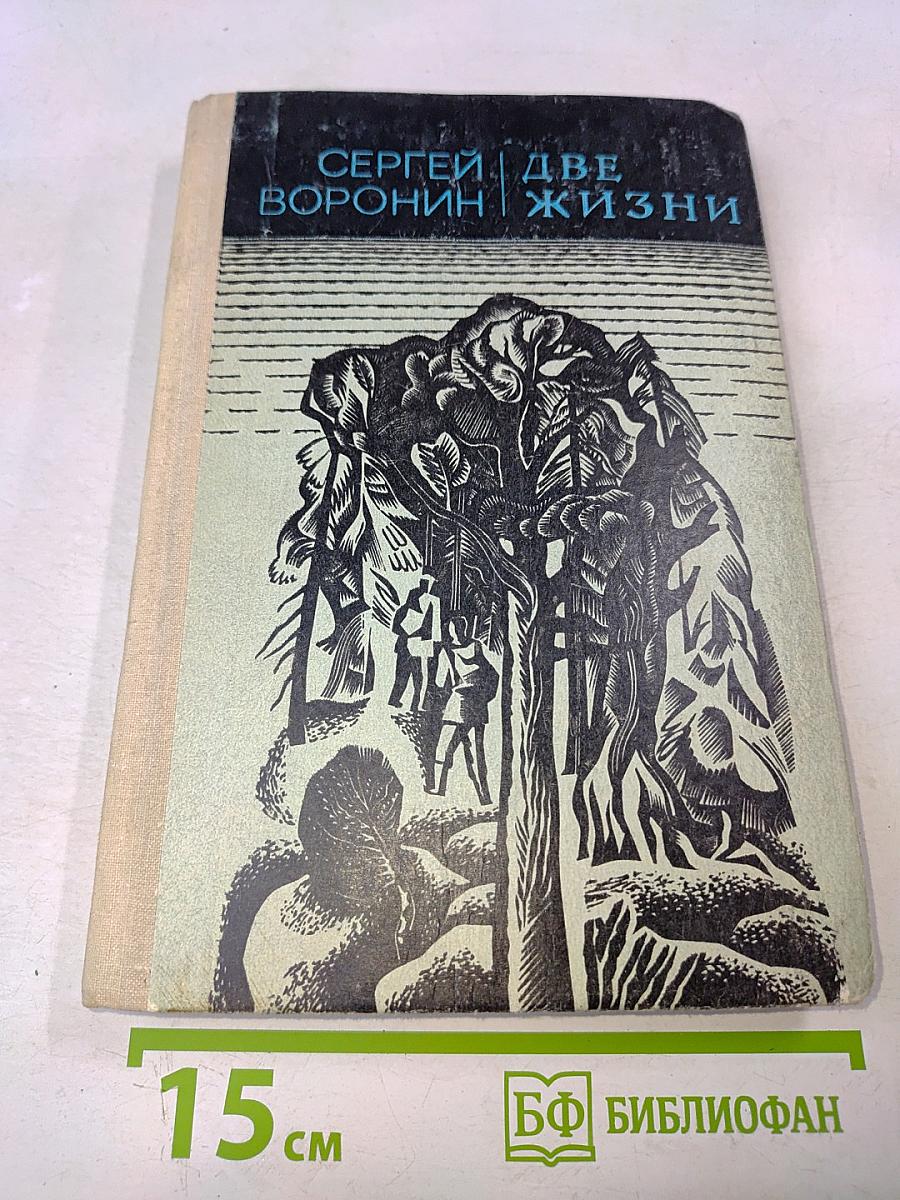 СЕРГЕЙ | ДВЕ
ВОРОНИН | ЖИЗНИ
15 см
БФ БИБЛИОФАН